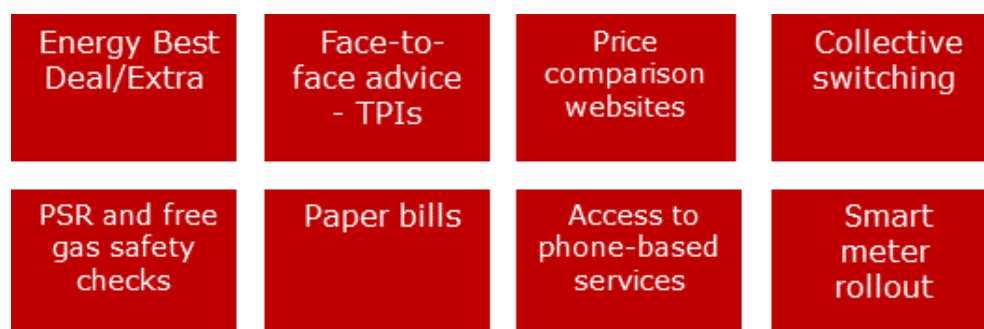 Energy Best
Deal/Extra
Face-to-
face advice
- TPIs
Price
comparison
websites
Collective
switching
PSR and free
gas safety
checks
Paper bills
Access to
phone-based
services
Smart
meter
rollout